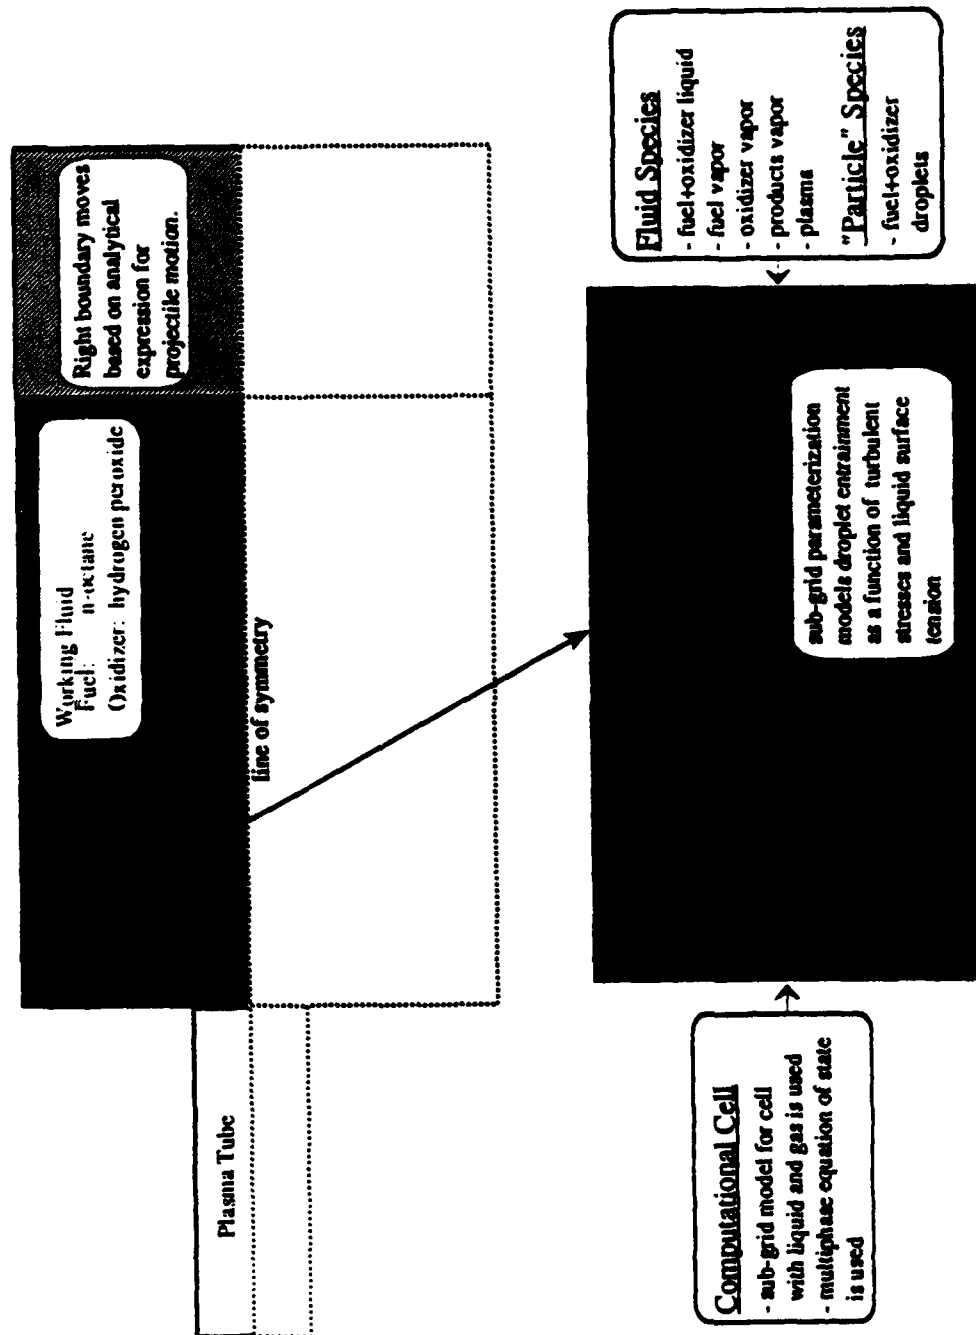 Plasma Tube
Working Fluid
Fuel: n-octane
Oxidizer: hydrogen peroxide
Right boundary moves
based on analytical
expression for
projectile motion.
line of symmetry
Computational Cell
- sub-grid model for cell
with liquid and gas is used
- multiphase equation of state
is used
sub-grid parameterization
models droplet entrainment
as a function of turbulent
stresses and liquid surface
tension
Fluid Species
- fuel+oxidizer liquid
- fuel vapor
- oxidizer vapor
- products vapor
- plasma
"Particle" Species
- fuel+oxidizer
droplets